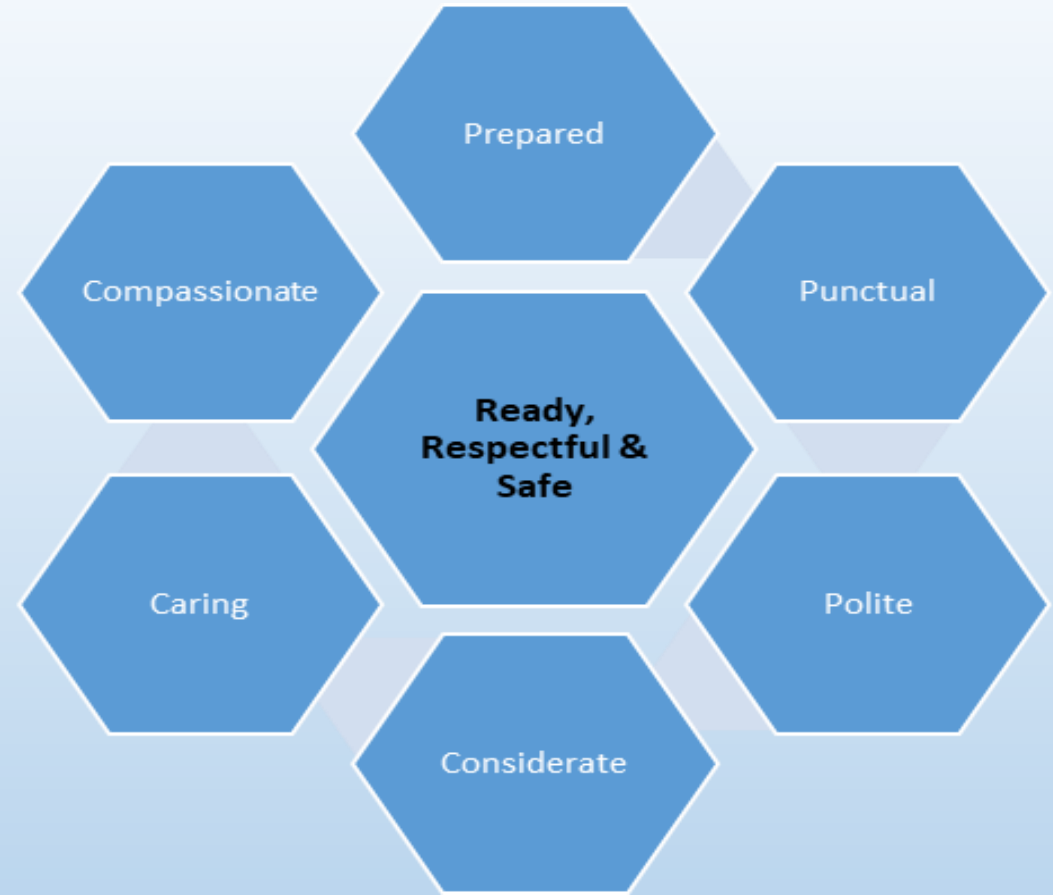 Prepared
Punctual
Polite
Considerate
Caring
Compassionate
Ready,
Respectful &
Safe